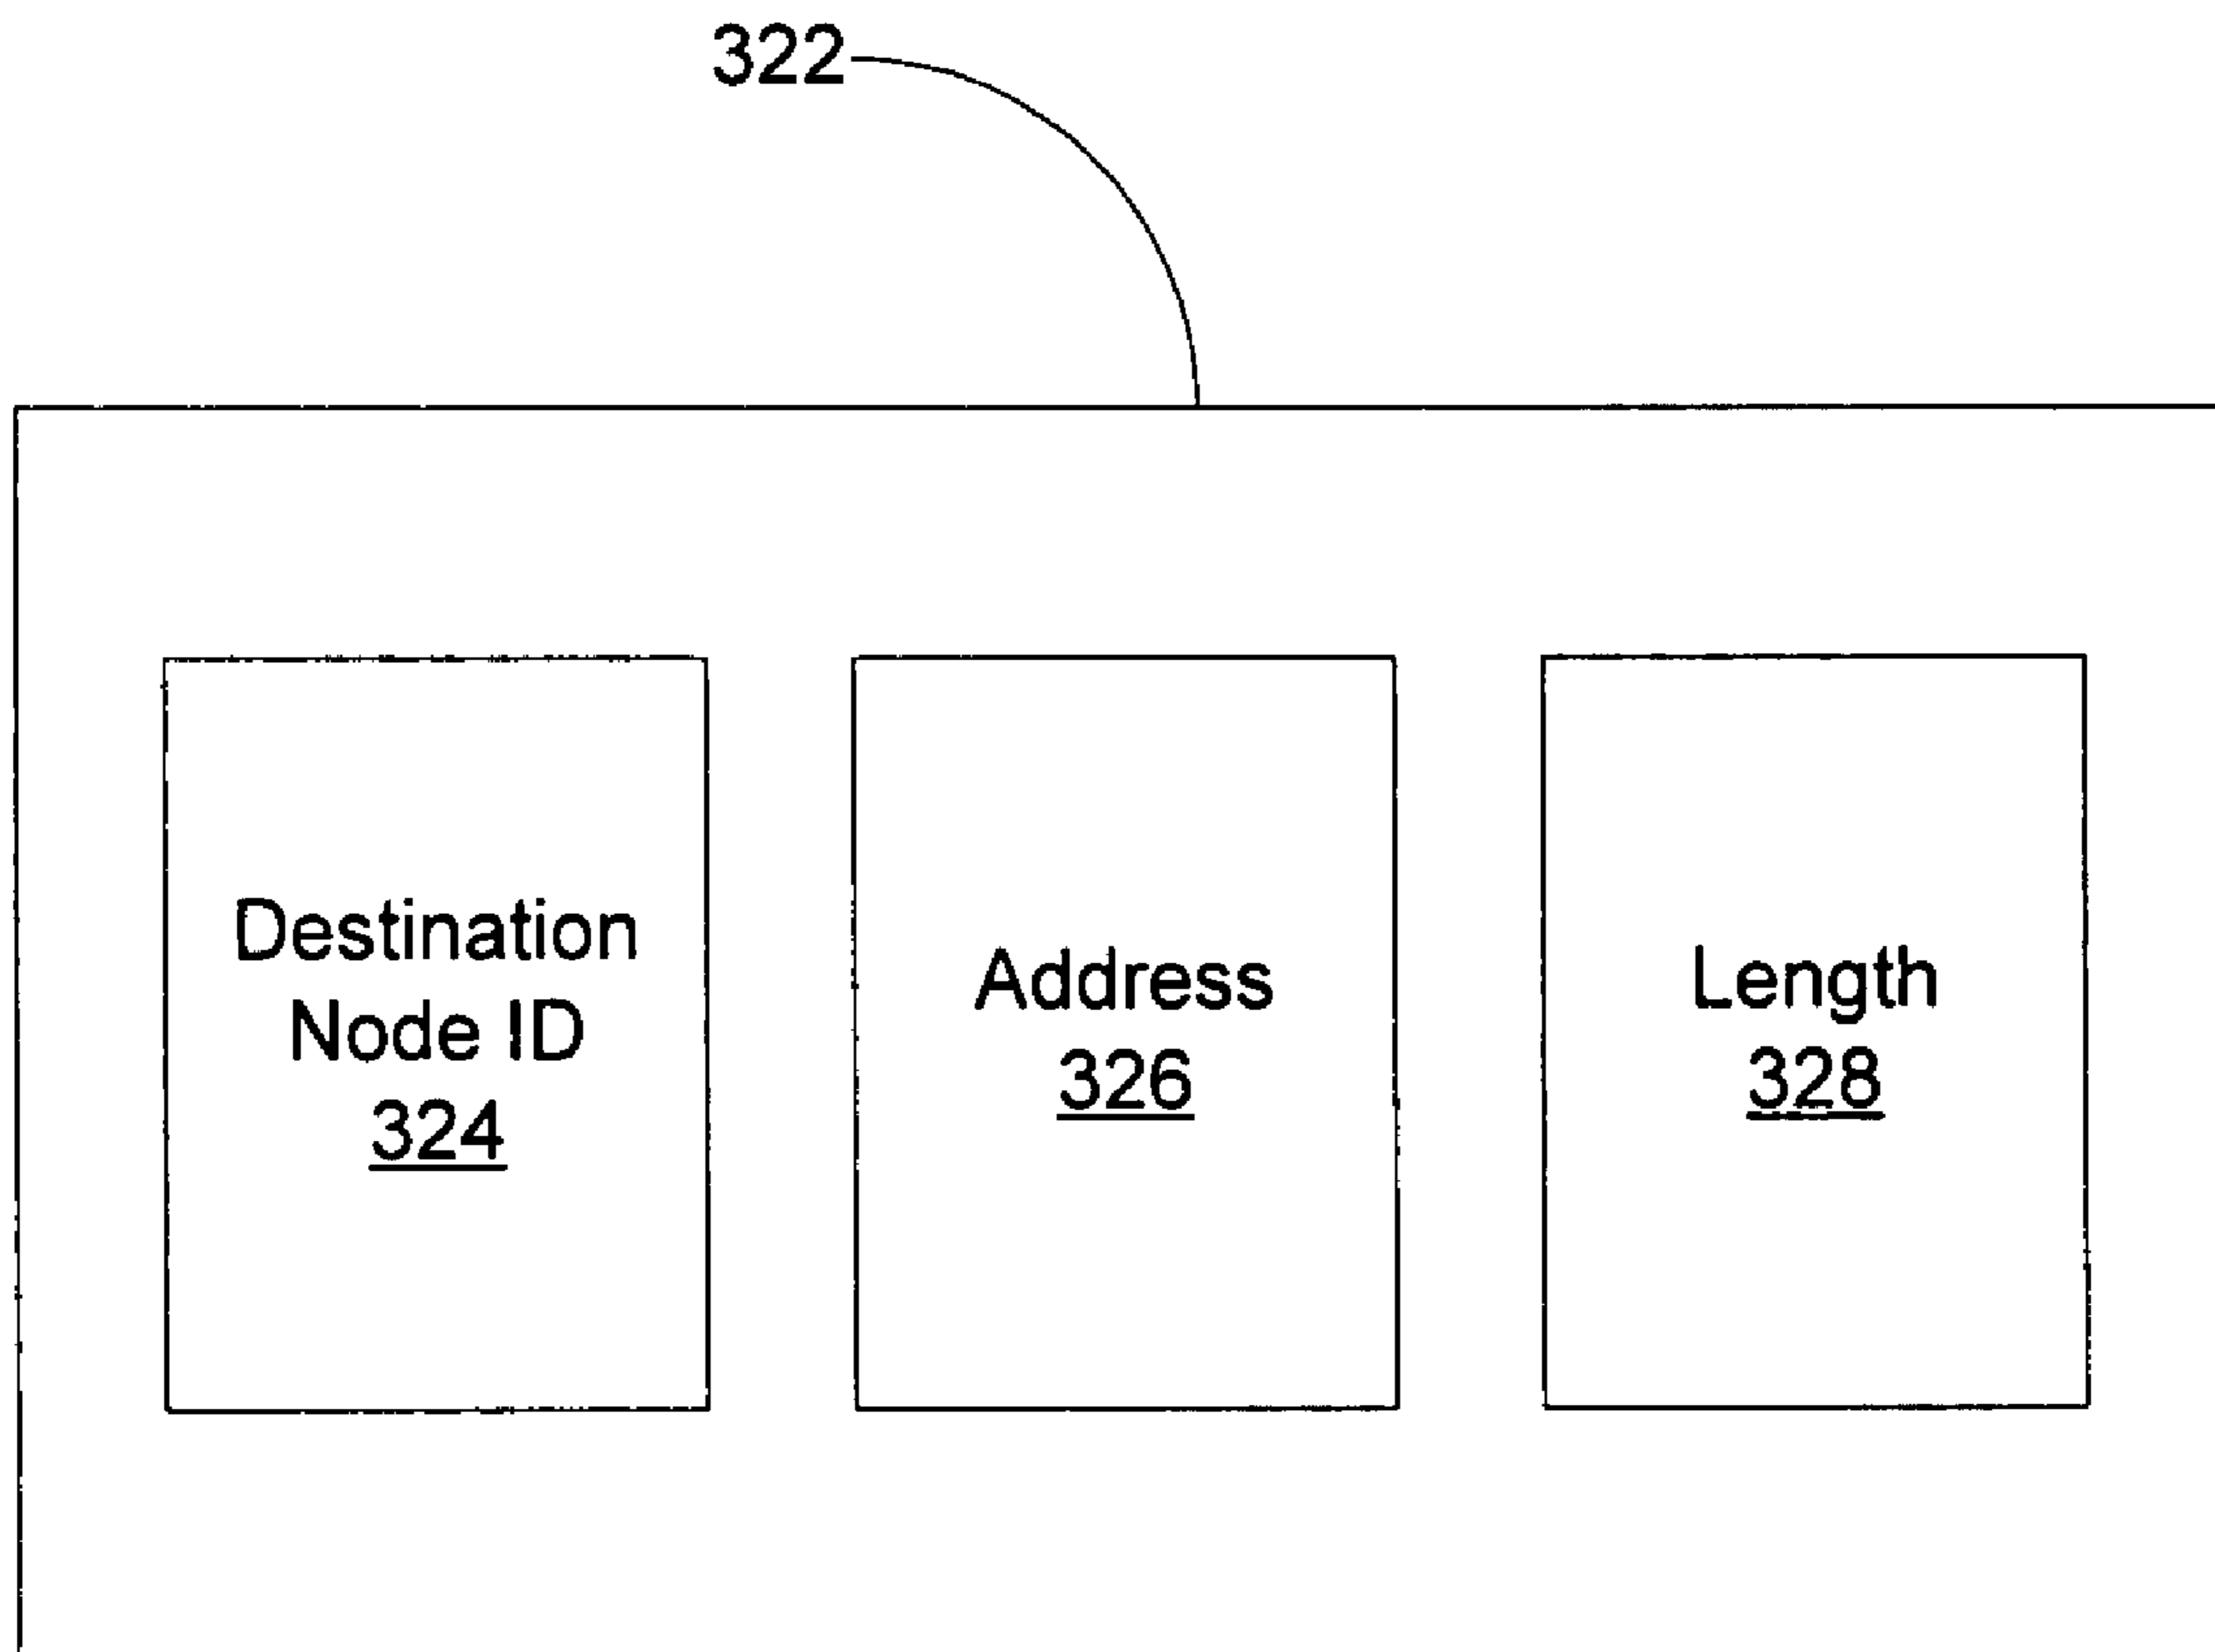 322
Destination
Node ID
324
Address
326
Length
328